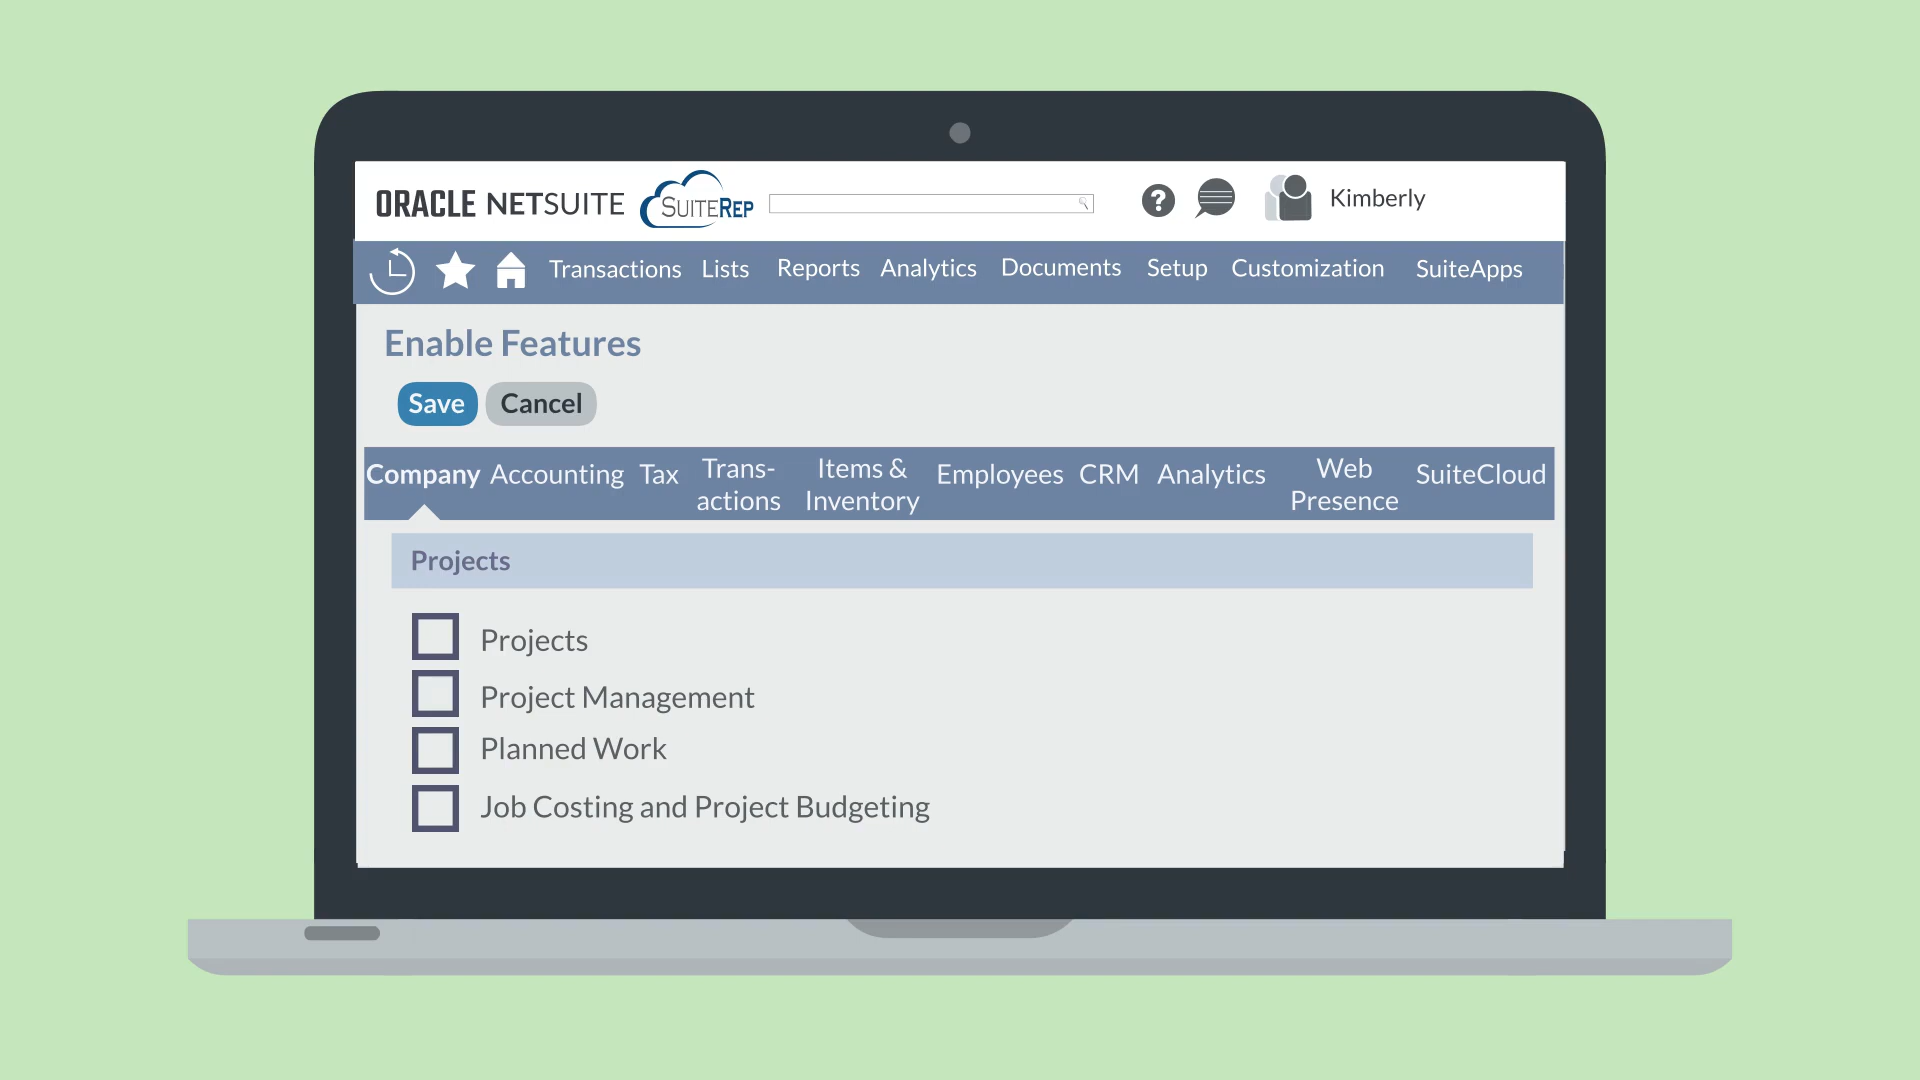 ORACLE NETSUITE SUITEREP ? Kimberly
Transactions Lists Reports Analytics Documents Setup Customization SuiteApps
Enable Features
Save Cancel
Company Accounting Tax Trans-
actions Items &
Inventory Employees CRM Analytics Web
Presence SuiteCloud
Projects
Projects
Project Management
Planned Work
Job Costing and Project Budgeting